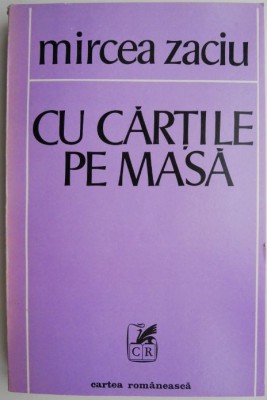 mircea zaciu
CU CĂRȚILE
PE MASĂ
CR
cartea românească